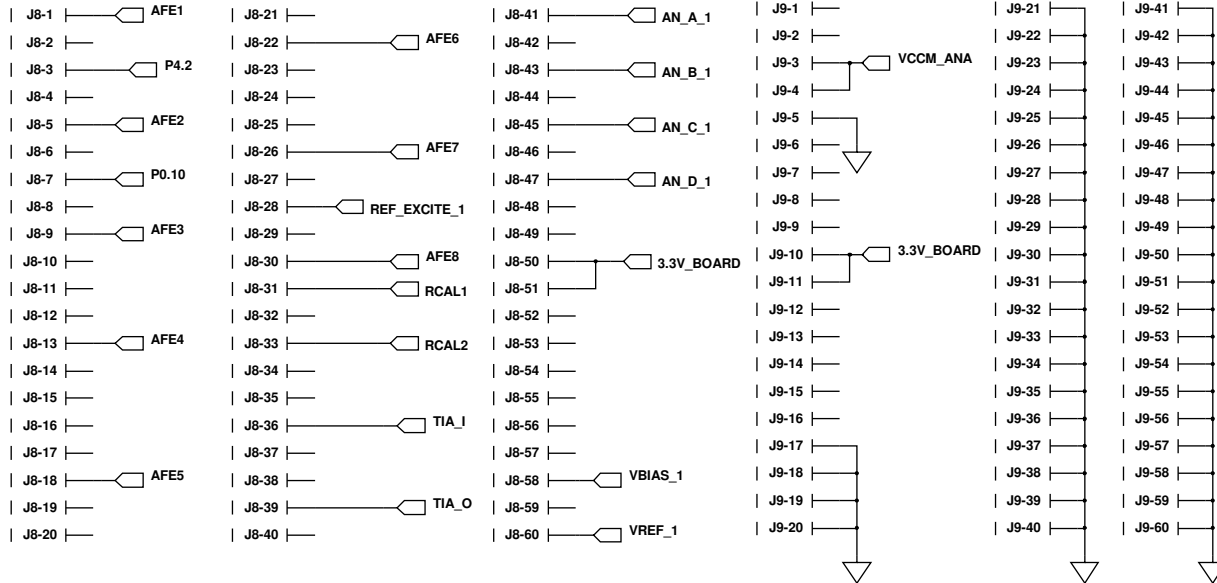 J8-1 AFE1
J8-2
J8-3 P4.2
J8-4
J8-5 AFE2
J8-6
J8-7 P0.10
J8-8
J8-9 AFE3
J8-10
J8-11
J8-12
J8-13 AFE4
J8-14
J8-15
J8-16
J8-17
J8-18 AFE5
J8-19
J8-20
J8-21
J8-22 AFE6
J8-23
J8-24
J8-25
J8-26 AFE7
J8-27
J8-28 REF_EXCITE_1
J8-29
J8-30 AFE8
J8-31 RCAL1
J8-32
J8-33 RCAL2
J8-34
J8-35
J8-36 TIA_I
J8-37
J8-38
J8-39 TIA_O
J8-40
J8-41 AN_A_1
J8-42
J8-43 AN_B_1
J8-44
J8-45 AN_C_1
J8-46
J8-47 AN_D_1
J8-48
J8-49
J8-50 3.3V_BOARD
J8-51
J8-52
J8-53
J8-54
J8-55
J8-56
J8-57
J8-58 VBIAS_1
J8-59
J8-60 VREF_1
J9-1
J9-2
J9-3 VCCM_ANA
J9-4
J9-5
J9-6
J9-7
J9-8
J9-9
J9-10 3.3V_BOARD
J9-11
J9-12
J9-13
J9-14
J9-15
J9-16
J9-17
J9-18
J9-19
J9-20
J9-21
J9-22
J9-23
J9-24
J9-25
J9-26
J9-27
J9-28
J9-29
J9-30
J9-31
J9-32
J9-33
J9-34
J9-35
J9-36
J9-37
J9-38
J9-39
J9-40
J9-41
J9-42
J9-43
J9-44
J9-45
J9-46
J9-47
J9-48
J9-49
J9-50
J9-51
J9-52
J9-53
J9-54
J9-55
J9-56
J9-57
J9-58
J9-59
J9-60